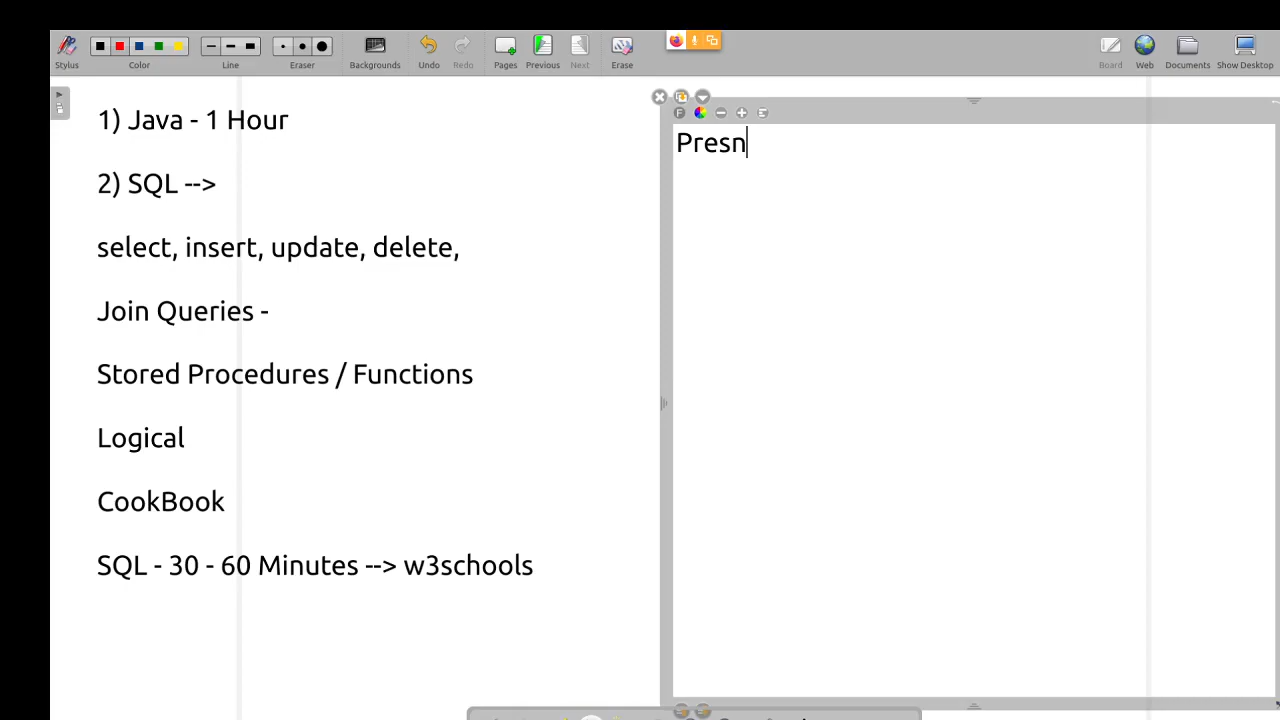 Stylus
Color
Line
Eraser
Backgrounds
Undo
Redo
Pages
Previous
Next
Erase
Board
Web
Documents
Show Desktop
1) Java - 1 Hour
2) SQL -->
select, insert, update, delete,
Join Queries -
Stored Procedures / Functions
Logical
CookBook
SQL - 30 - 60 Minutes --> w3schools
F
Presn